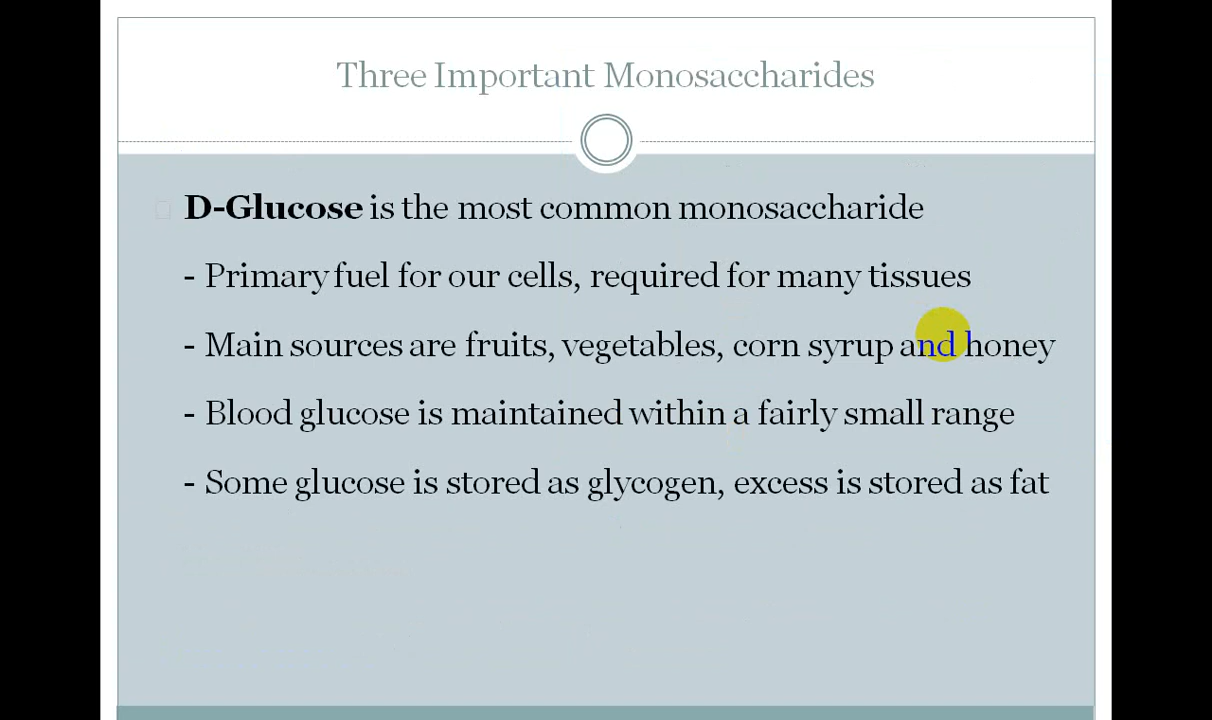 Three Important Monosaccharides
D-Glucose is the most common monosaccharide
- Primary fuel for our cells, required for many tissues
- Main sources are fruits, vegetables, corn syrup and honey
- Blood glucose is maintained within a fairly small range
- Some glucose is stored as glycogen, excess is stored as fat